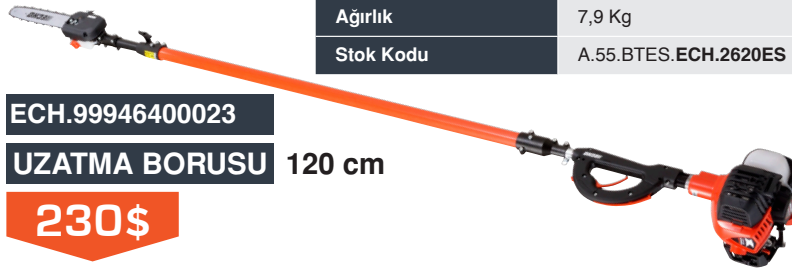 Ağırlık 7,9 Kg
Stok Kodu A.55.BTES.ECH.2620ES
ECH.99946400023
UZATMA BORUSU 120 cm
230$